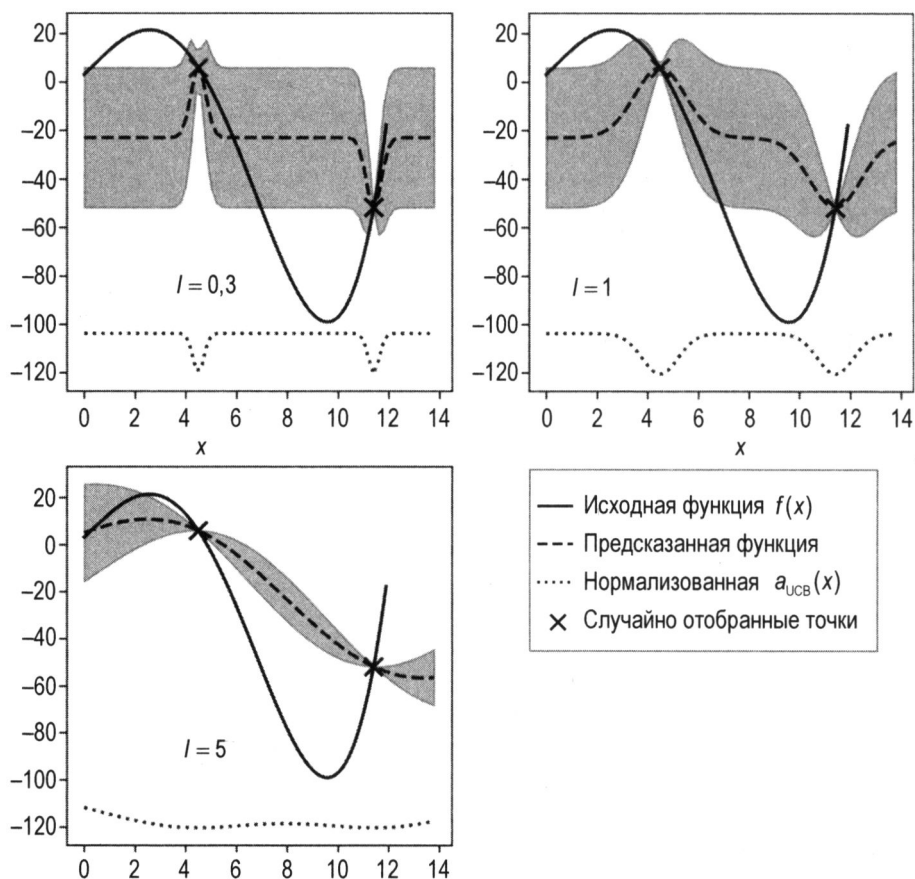 20
0
–20
–40
–60
–80
–100
–120
l = 0,3
0 2 4 6 8 10 12 14
x
20
0
–20
–40
–60
–80
–100
–120
l = 1
0 2 4 6 8 10 12 14
x
20
0
–20
–40
–60
–80
–100
–120
l = 5
0 2 4 6 8 10 12 14
Исходная функция f(x)
Предсказанная функция
Нормализованная aUCB(x)
Случайно отобранные точки